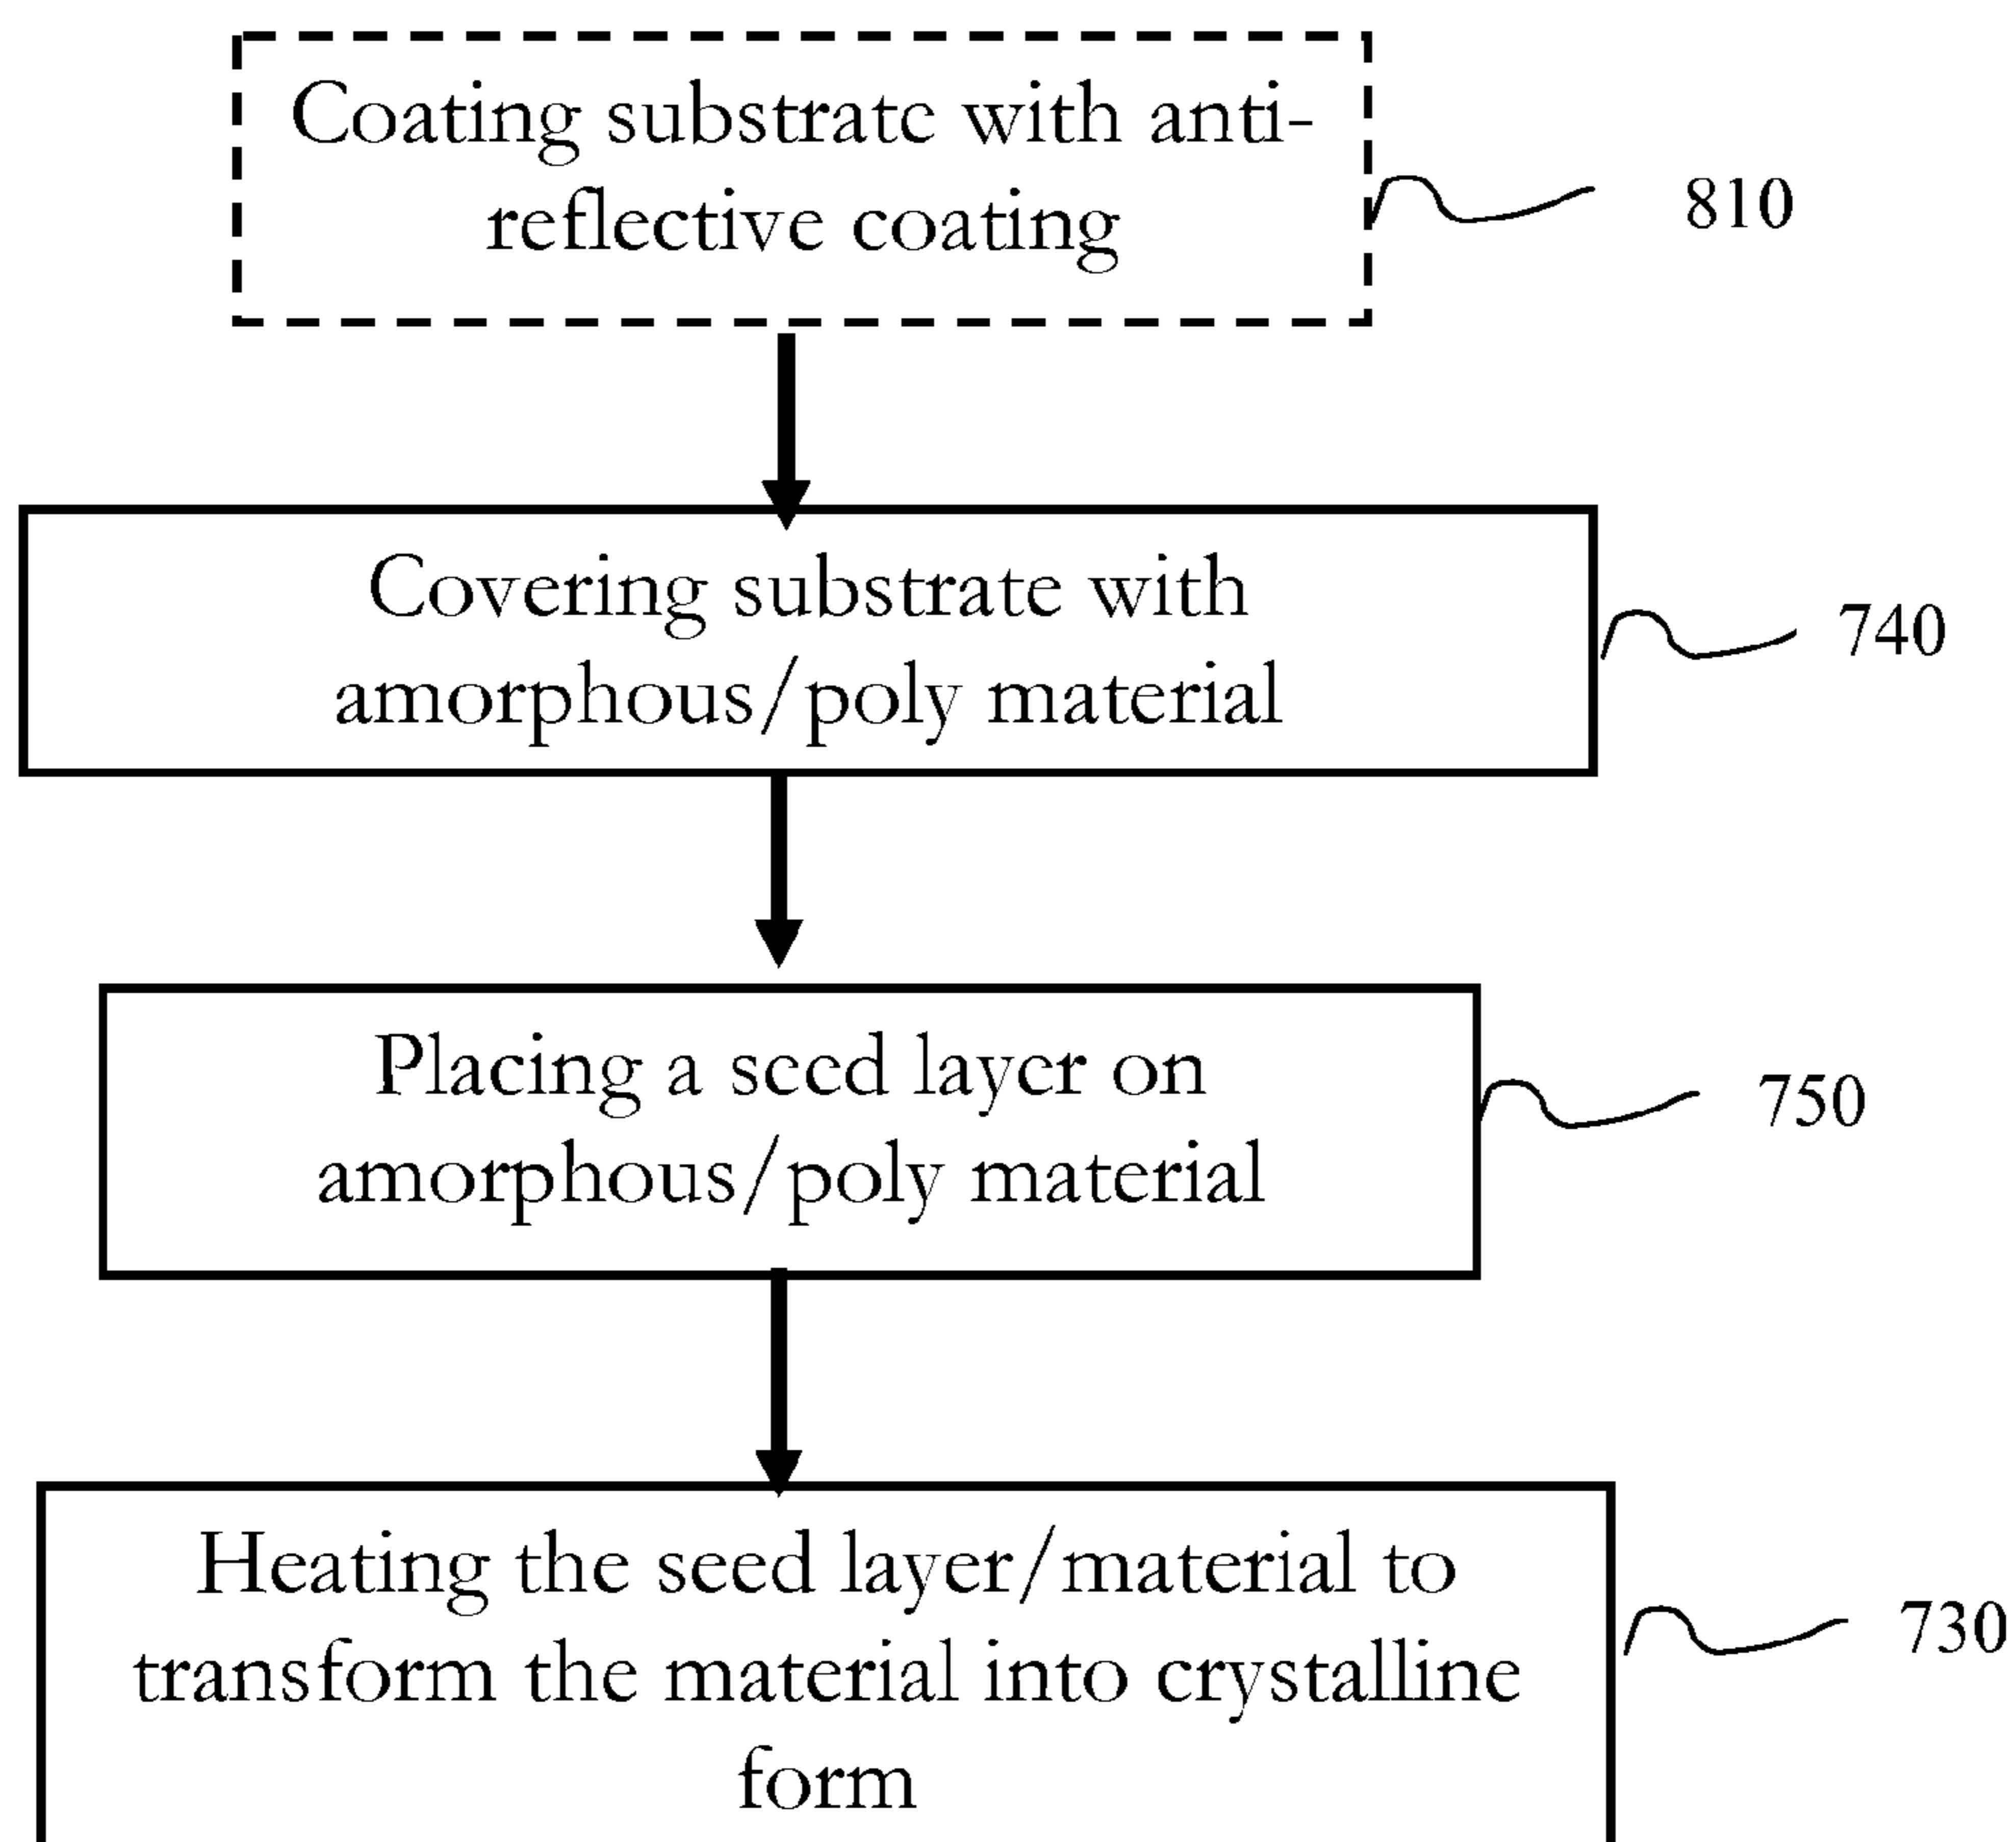 Coating substrate with anti-
reflective coating
810
Covering substrate with
amorphous/poly material
740
Placing a seed layer on
amorphous/poly material
750
Heating the seed layer/material to
transform the material into crystalline
form
730